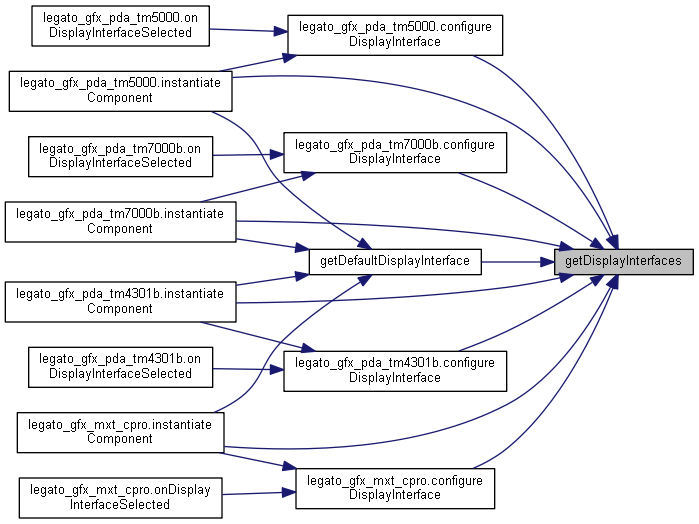 legato_gfx_pda_tm5000.on
DisplayInterfaceSelected
legato_gfx_pda_tm5000.configure
DisplayInterface
legato_gfx_pda_tm5000.instantiate
Component
legato_gfx_pda_tm7000b.on
DisplayInterfaceSelected
legato_gfx_pda_tm7000b.configure
DisplayInterface
legato_gfx_pda_tm7000b.instantiate
Component
getDefaultDisplayInterface
getDisplayInterfaces
legato_gfx_pda_tm4301b.instantiate
Component
legato_gfx_pda_tm4301b.on
DisplayInterfaceSelected
legato_gfx_pda_tm4301b.configure
DisplayInterface
legato_gfx_mxt_cpro.instantiate
Component
legato_gfx_mxt_cpro.configure
DisplayInterface
legato_gfx_mxt_cpro.onDisplay
InterfaceSelected